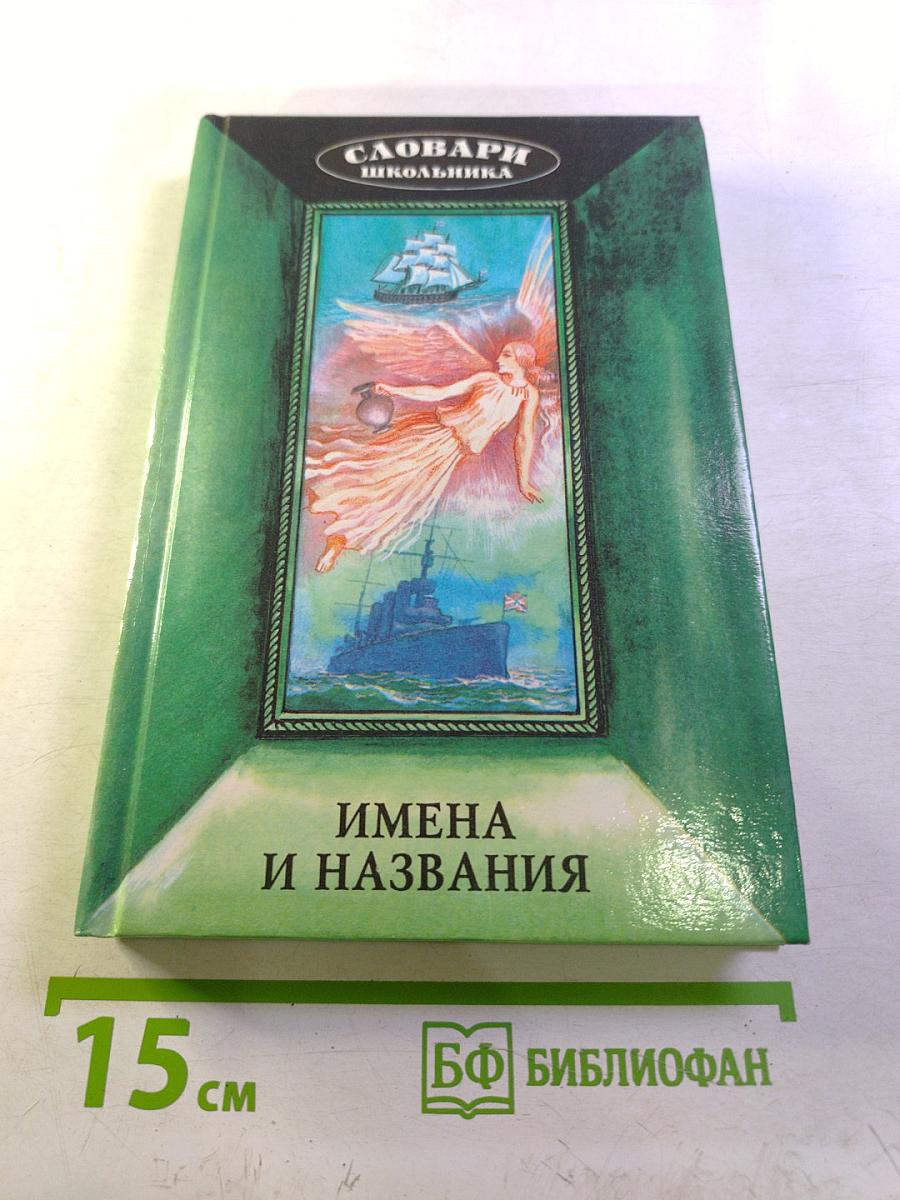 СЛОВАРИ
ШКОЛЬНИКА
ИМЕНА
И НАЗВАНИЯ
15 см
БФ БИБЛИОФАН